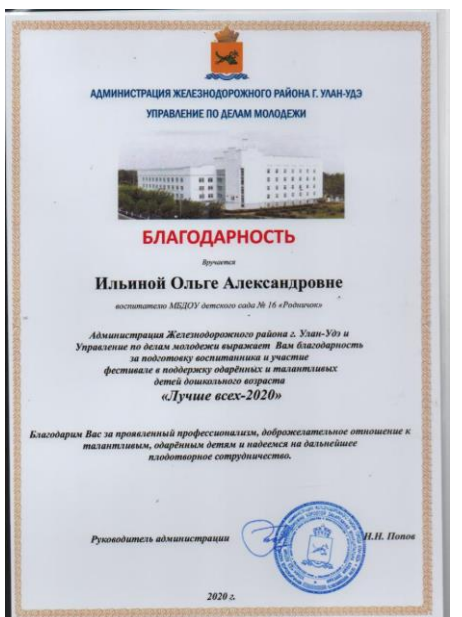 АДМИНИСТРАЦИЯ ЖЕЛЕЗНОДОРОЖНОГО РАЙОНА Г. УЛАН-УДЭ
УПРАВЛЕНИЕ ПО ДЕЛАМ МОЛОДЕЖИ
БЛАГОДАРНОСТЬ
Вручается
Ильиной Ольге Александровне
воспитателю МБДОУ детского сада № 16 «Родничок»
Администрация Железнодорожного района г. Улан-Удэ и
Управление по делам молодежи выражает Вам благодарность
за подготовку воспитанника и участие
фестивале в поддержку одарённых и талантливых
детей дошкольного возраста
«Лучше всех-2020»
Благодарим Вас за проявленный профессионализм, доброжелательное отношение к
талантливым, одарённым детям и надеемся на дальнейшее
плодотворное сотрудничество.
Руководитель администрации Н.Н. Попов
2020 г.